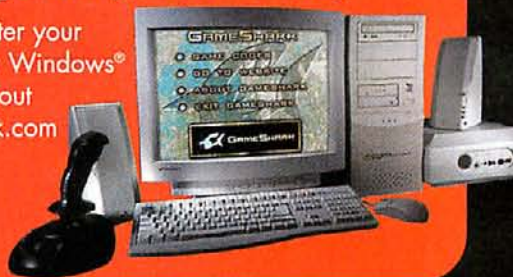 ter your
Windows®
out
k.com
GAMESHARK
GAME CODES
GO TO WEBSITE
ABOUT GAMESHARK
EXIT GAMESHARK
GAMESHARK